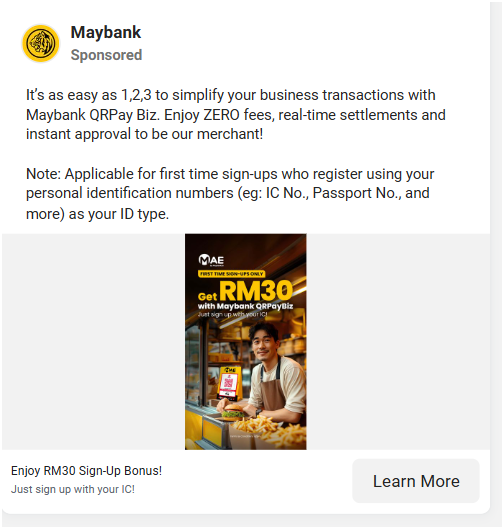 Maybank
Sponsored
It’s as easy as 1,2,3 to simplify your business transactions with
Maybank QRPay Biz. Enjoy ZERO fees, real-time settlements and
instant approval to be our merchant!
Note: Applicable for first time sign-ups who register using your
personal identification numbers (eg: IC No., Passport No., and
more) as your ID type.
MAE
FIRST TIME SIGN-UPS ONLY
Get RM30
with Maybank QRPayBiz
Just sign up with your IC!
MAE
Enjoy RM30 Sign-Up Bonus!
Just sign up with your IC!
Learn More